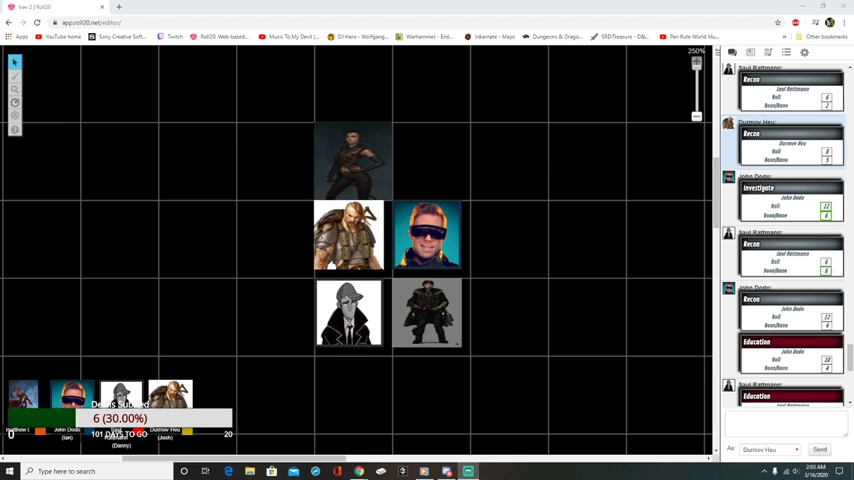 trav 2 | Roll20
app.roll20.net/editor/
Apps
YouTube home
Sony Creative Softw...
Twitch
Roll20: Web-based...
Music To My Devil (...
DJ Hero - Wolfgang...
Warhammer - Endi...
Inkarnate - Maps
Dungeons & Drago...
SRD:Treasure - D&...
Pan flute World Mu...
Other bookmarks
250%
Saul Rattmann:
Recon
Saul Rattmann
Roll 6
Boon/Bane 2
Durmov Heu:
Recon
Durmov Heu
Roll 8
Boon/Bane 5
John Dodo:
Investigate
John Dodo
Roll 12
Boon/Bane 6
Saul Rattmann:
Recon
Saul Rattmann
Roll 6
Boon/Bane 6
John Dodo:
Recon
John Dodo
Roll 12
Boon/Bane 4
Education
John Dodo
Roll 10
Boon/Bane 6
Saul Rattmann:
Education
6 (30.00%)
0
101 DAYS TO GO
20
John Dodo
(Ian)
Rattmann
(Danny)
Durmov Heu
(Josh)
As:
Durmov Heu
Send
Type here to search
2:03 AM
3/16/2020